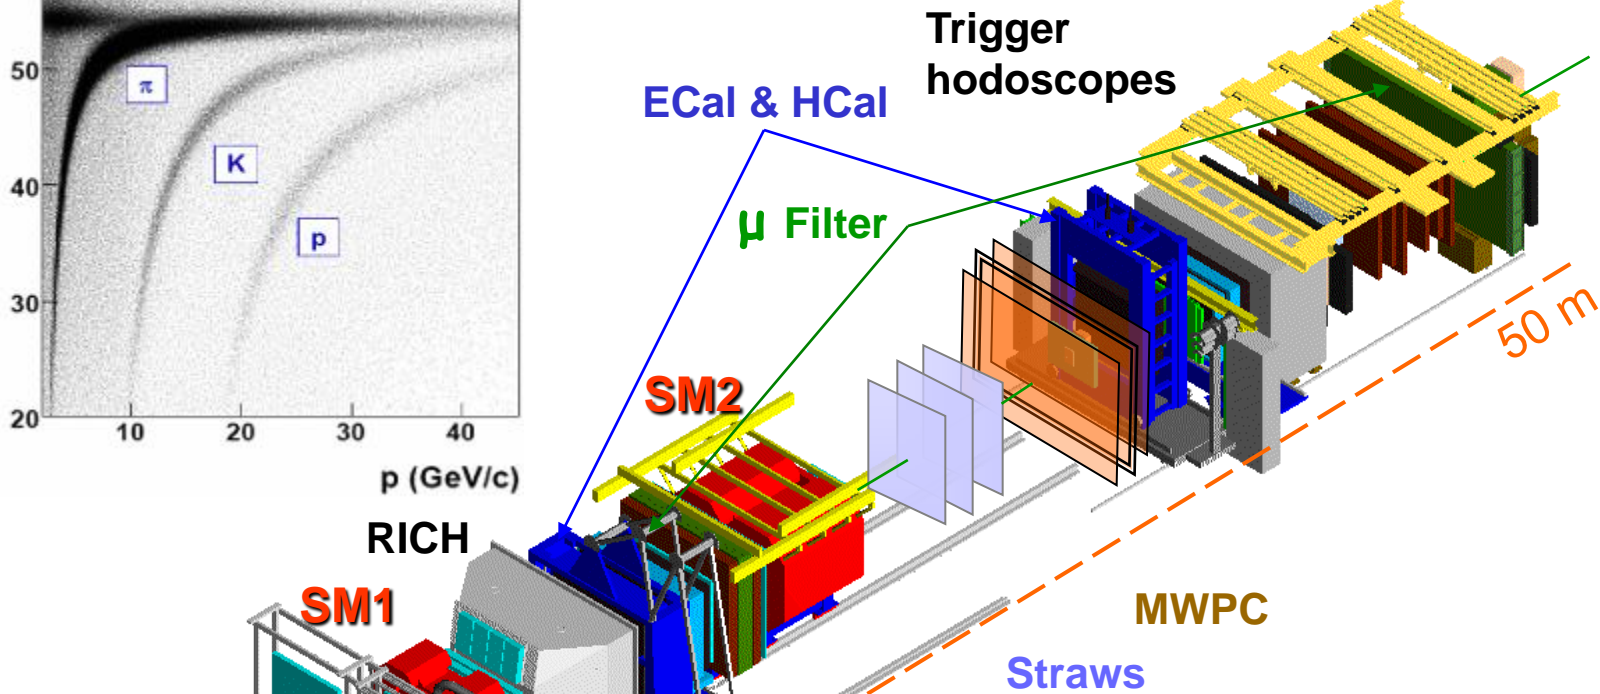 50
40
30
20
10
20
30
40
p (GeV/c)
π
K
p
Trigger
hodoscopes
ECal & HCal
μ Filter
50 m
SM2
RICH
SM1
MWPC
Straws